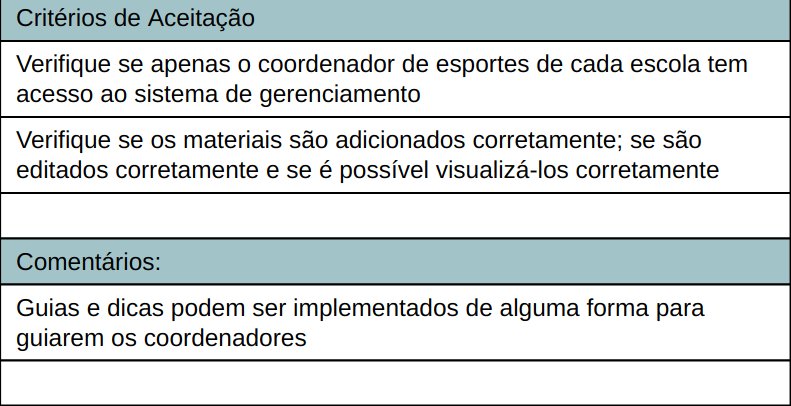 Critérios de Aceitação
Verifique se apenas o coordenador de esportes de cada escola tem
acesso ao sistema de gerenciamento
Verifique se os materiais são adicionados corretamente; se são
editados corretamente e se é possível visualizá-los corretamente
Comentários:
Guias e dicas podem ser implementados de alguma forma para
guiarem os coordenadores